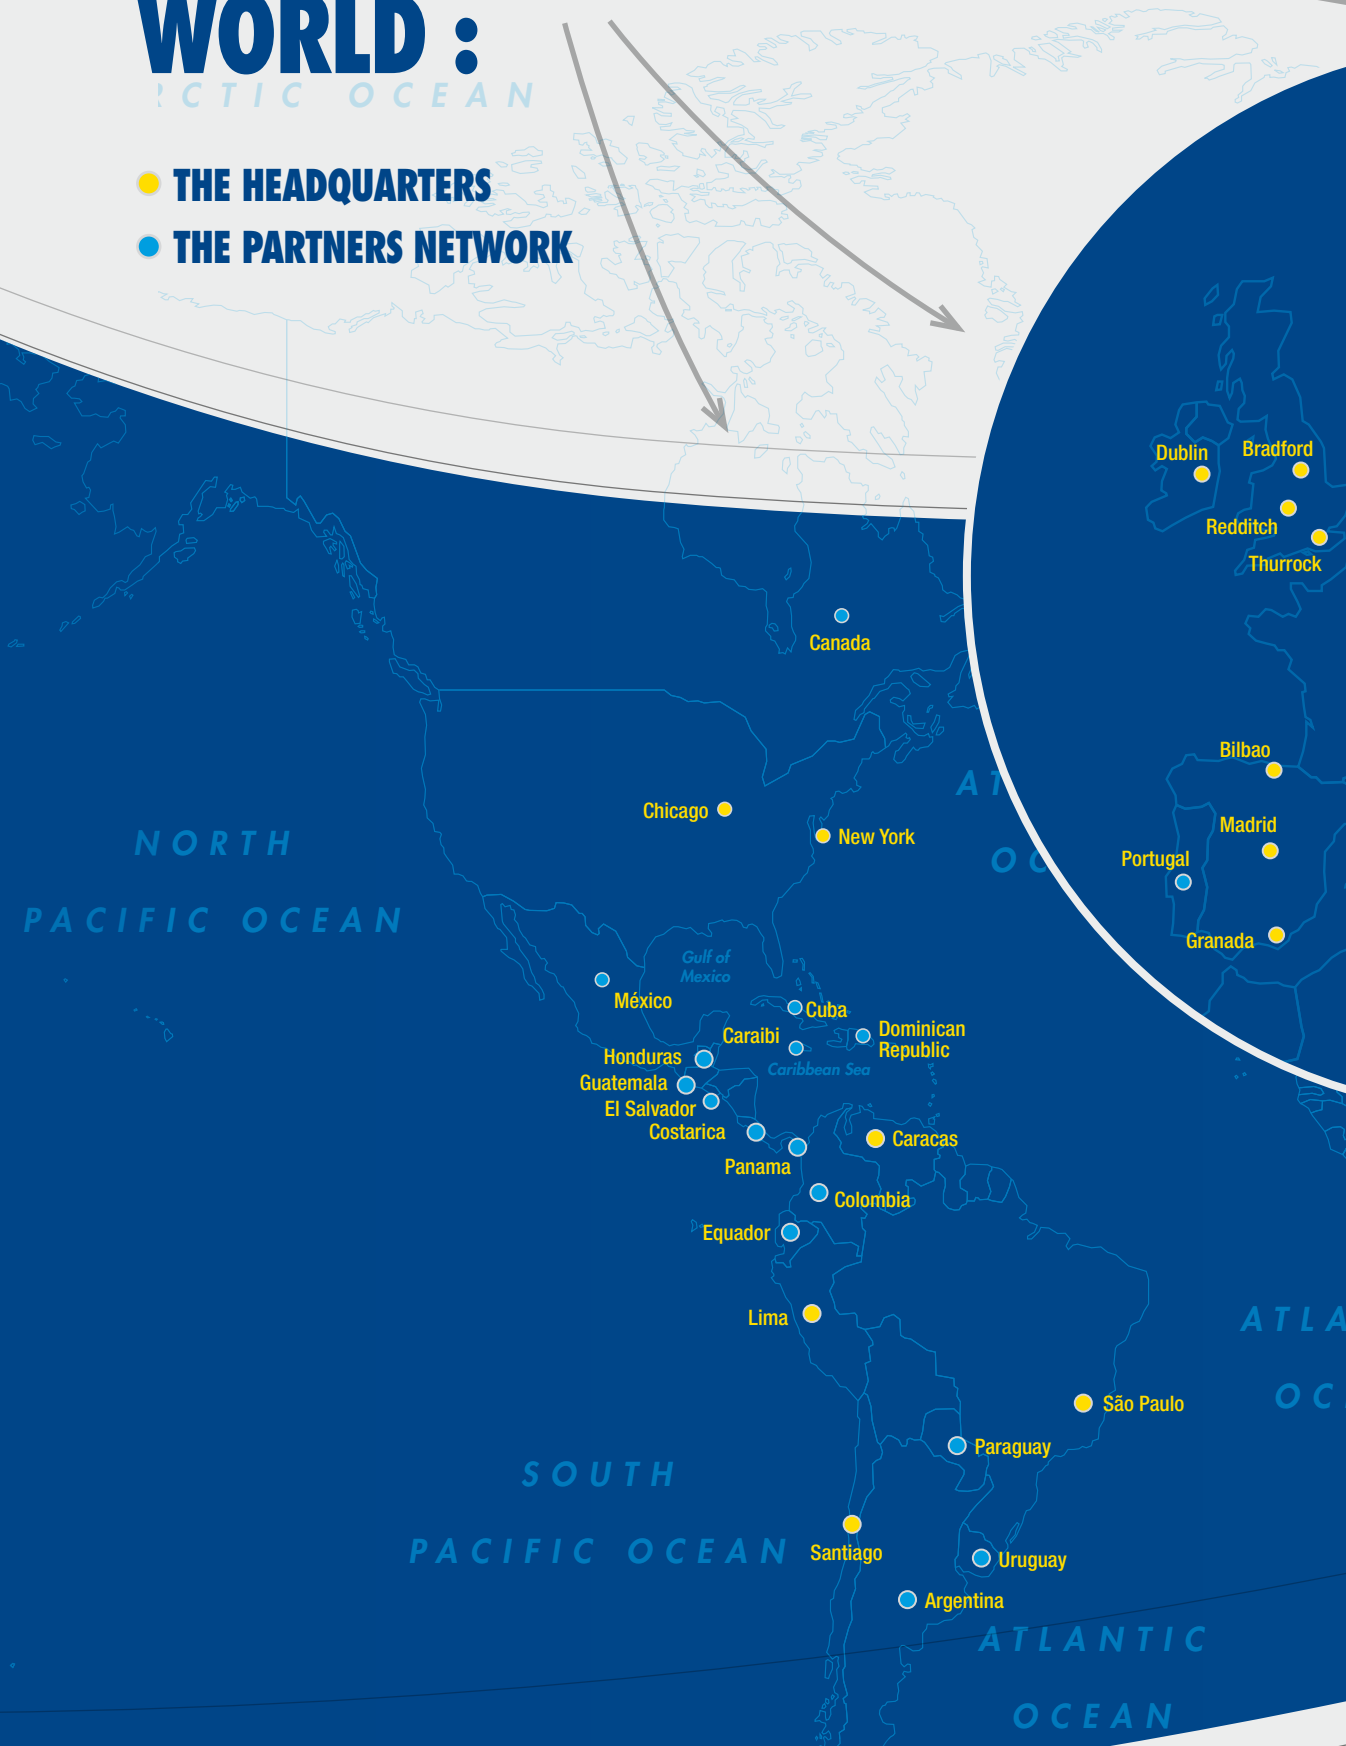 WORLD :
RCTIC OCEAN
THE HEADQUARTERS
THE PARTNERS NETWORK
Dublin
Bradford
Redditch
Thurrock
Canada
Bilbao
AT
Chicago
New York
Madrid
NORTH
OC
Portugal
PACIFIC OCEAN
Granada
Gulf of
Mexico
México
Cuba
Dominican
Republic
Caraibi
Honduras
Caribbean Sea
Guatemala
El Salvador
Costarica
Caracas
Panama
Colombia
Equador
Lima
ATLA
OC
São Paulo
Paraguay
SOUTH
PACIFIC OCEAN
Santiago
Uruguay
Argentina
ATLANTIC
OCEAN